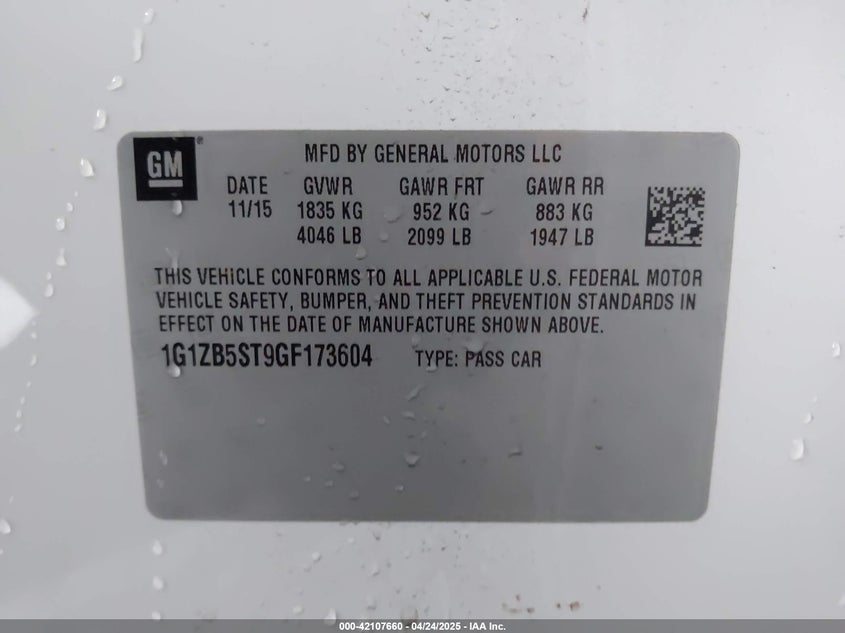 GM®
MFD BY GENERAL MOTORS LLC
DATE GVWR GAWR FRT GAWR RR
11/15 1835 KG 952 KG 883 KG
4046 LB 2099 LB 1947 LB
THIS VEHICLE CONFORMS TO ALL APPLICABLE U.S. FEDERAL MOTOR
VEHICLE SAFETY, BUMPER, AND THEFT PREVENTION STANDARDS IN
EFFECT ON THE DATE OF MANUFACTURE SHOWN ABOVE.
1G1ZB5ST9GF173604 TYPE: PASS CAR
000-42107660 - 04/24/2025 - IAA Inc.